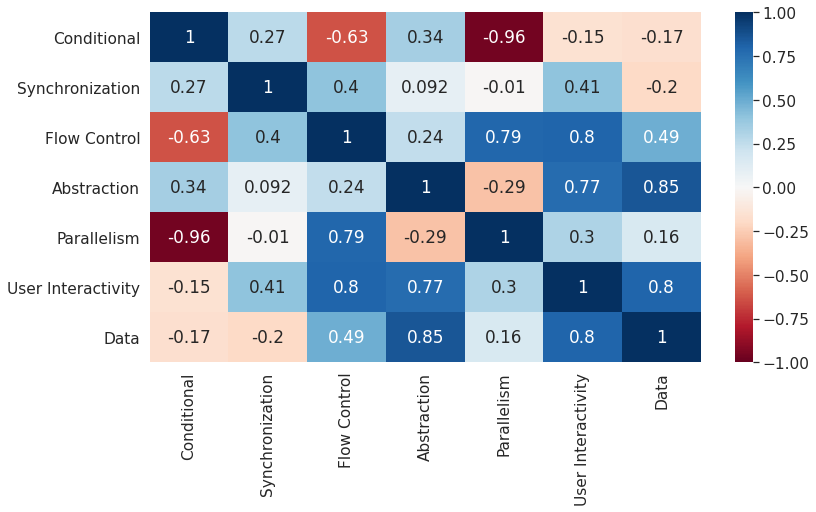 Conditional 1 0.27 -0.63 0.34 -0.96 -0.15 -0.17
Synchronization 0.27 1 0.4 0.092 -0.01 0.41 -0.2
Flow Control -0.63 0.4 1 0.24 0.79 0.8 0.49
Abstraction 0.34 0.092 0.24 1 -0.29 0.77 0.85
Parallelism -0.96 -0.01 0.79 -0.29 1 0.3 0.16
User Interactivity -0.15 0.41 0.8 0.77 0.3 1 0.8
Data -0.17 -0.2 0.49 0.85 0.16 0.8 1
Conditional
Synchronization
Flow Control
Abstraction
Parallelism
User Interactivity
Data
1.00
0.75
0.50
0.25
0.00
−0.25
−0.50
−0.75
−1.00